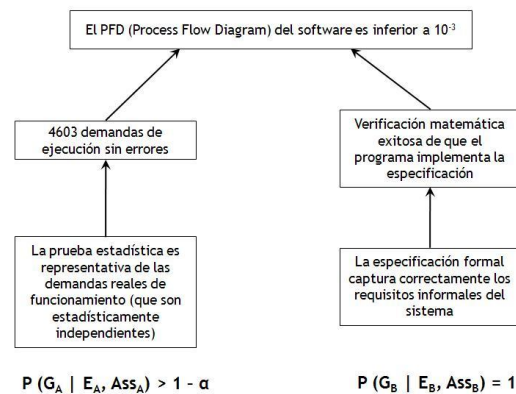 El PFD (Process Flow Diagram) del software es inferior a 10⁻³
4603 demandas de
ejecución sin errores
Verificación matemática
exitosa de que el
programa implementa la
especificación
La prueba estadística es
representativa de las
demandas reales de
funcionamiento (que son
estadísticamente
independientes)
La especificación formal
captura correctamente los
requisitos informales del
sistema
P (G_A | E_A, Ass_A) > 1 - α
P (G_B | E_B, Ass_B) = 1